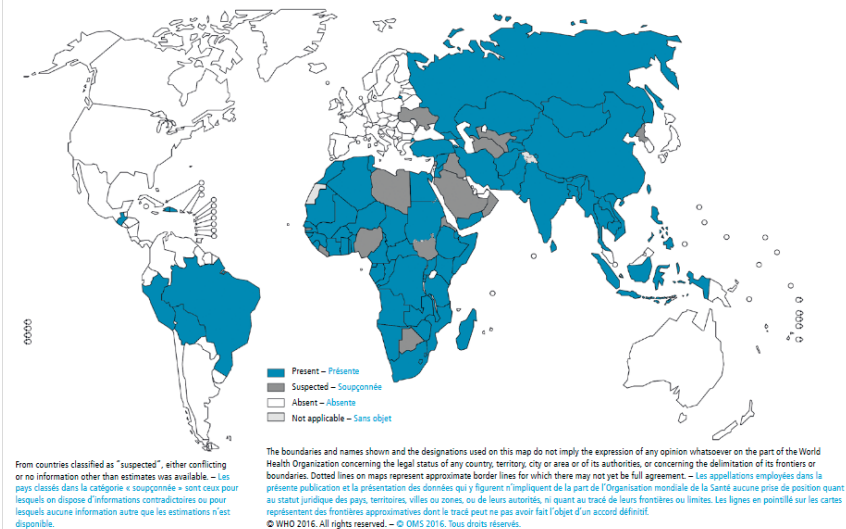 Present – Présente
Suspected – Soupçonnée
Absent – Absente
Not applicable – Sans objet
From countries classified as "suspected", either conflicting
or no information other than estimates was available. – Les
pays classés dans la catégorie « soupçonnée » sont ceux pour
lesquels on dispose d'informations contradictoires ou pour
lesquels aucune information autre que les estimations n'est
disponible.
The boundaries and names shown and the designations used on this map do not imply the expression of any opinion whatsoever on the part of the World
Health Organization concerning the legal status of any country, territory, city or area or of its authorities, or concerning the delimitation of its frontiers or
boundaries. Dotted lines on maps represent approximate border lines for which there may not yet be full agreement. – Les appellations employées dans la
présente publication et la présentation des données qui y figurent n'impliquent de la part de l'Organisation mondiale de la Santé aucune prise de position quant
au statut juridique des pays, territoires, villes ou zones, ou de leurs autorités, ni quant au tracé de leurs frontières ou limites. Les lignes en pointillé sur les cartes
représentent des frontières approximatives dont le tracé peut ne pas avoir fait l'objet d'un accord définitif.
© WHO 2016. All rights reserved. – © OMS 2016. Tous droits réservés.